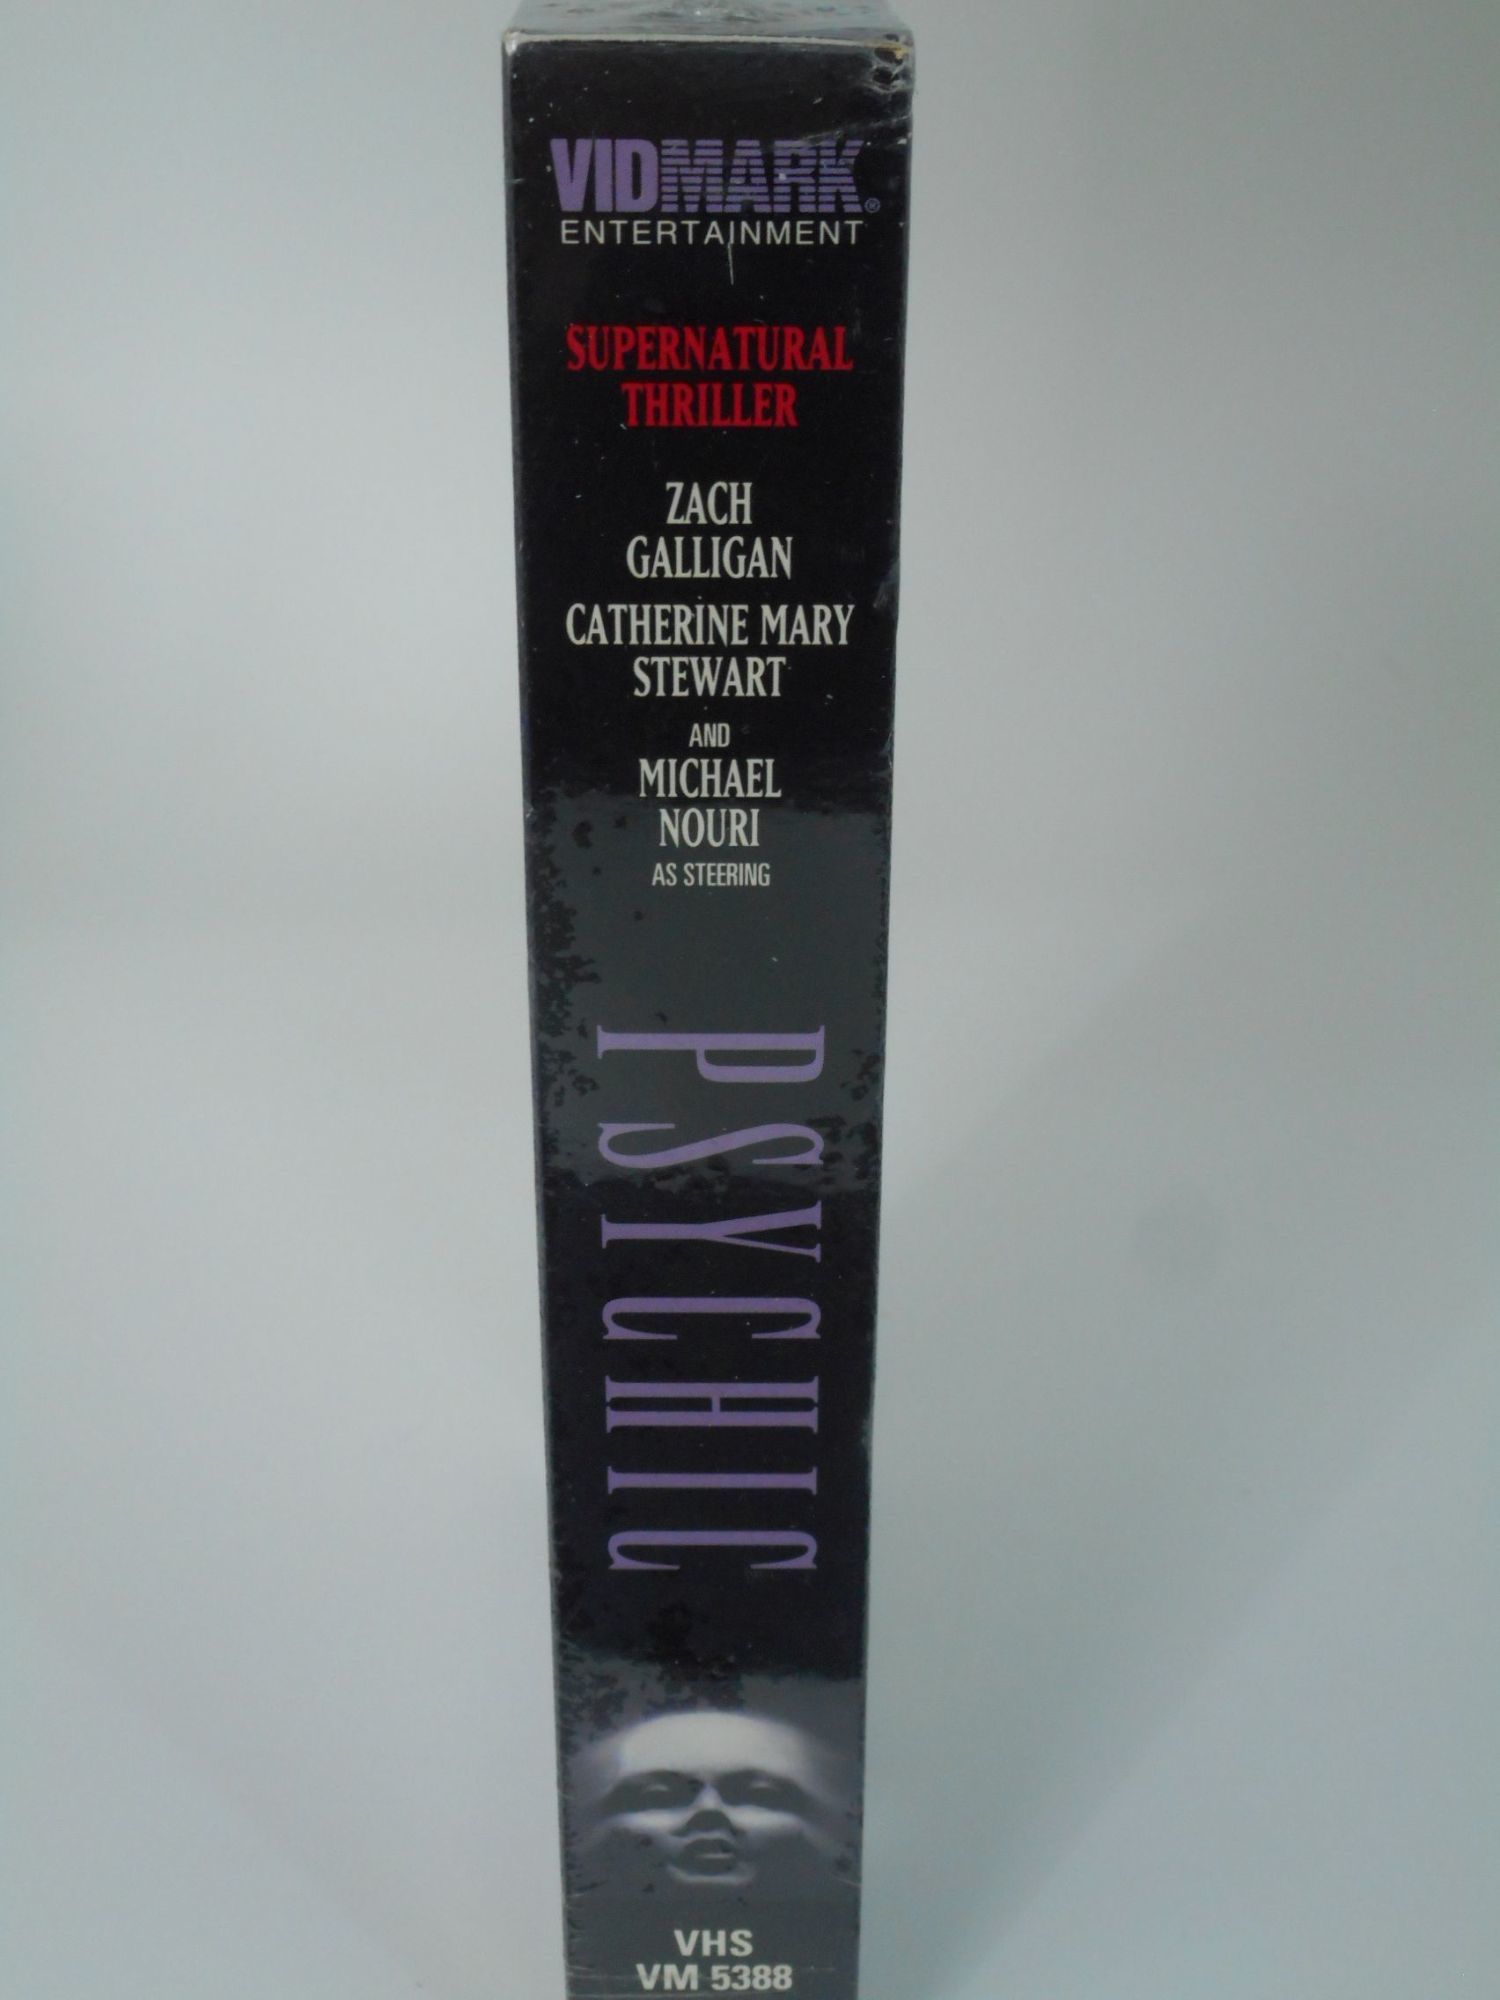 VIDMARK®
ENTERTAINMENT
SUPERNATURAL
THRILLER
ZACH
GALLIGAN
CATHERINE MARY
STEWART
AND
MICHAEL
NOURI
AS STEERING
PSYCHIC
VHS
VM 5388